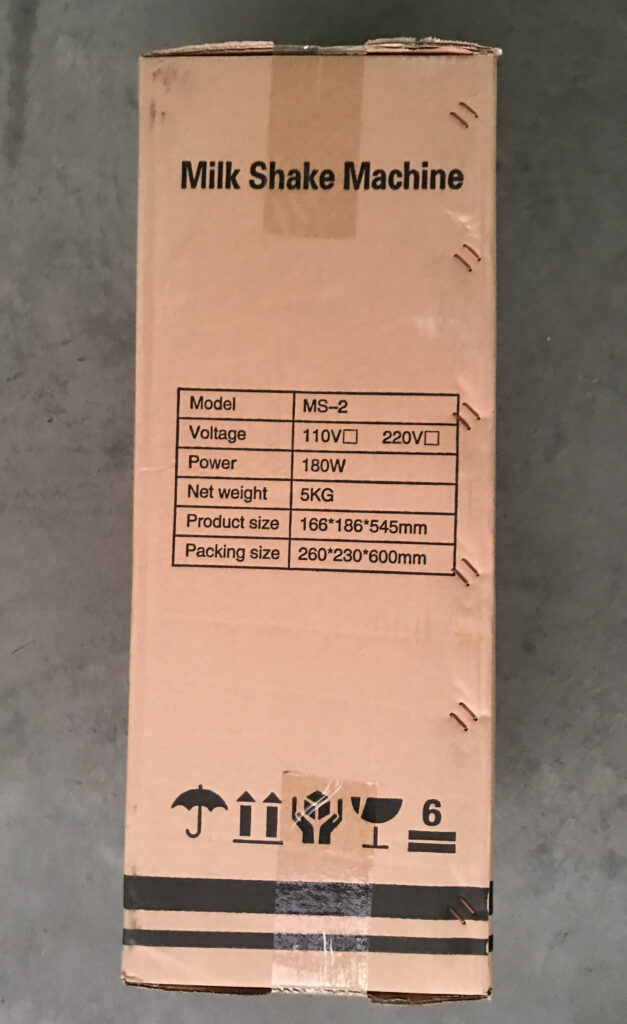 Milk Shake Machine
Model MS-2
Voltage 110V□ 220V□
Power 180W
Net weight 5KG
Product size 166*186*545mm
Packing size 260*230*600mm
6